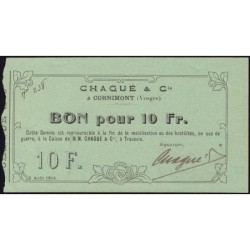 CHAGUÉ & Cie
à CORNIMONT (Vosges)
BON pour 10 Fr.
Cette Somme est remboursable à la fin de la mobilisation ou des hostilités, en cas de
guerre, à la Caisse de M.M. CHAGUÉ & Cie, à Travexin.
Signature,
10 F.
Chagué
Août 1914